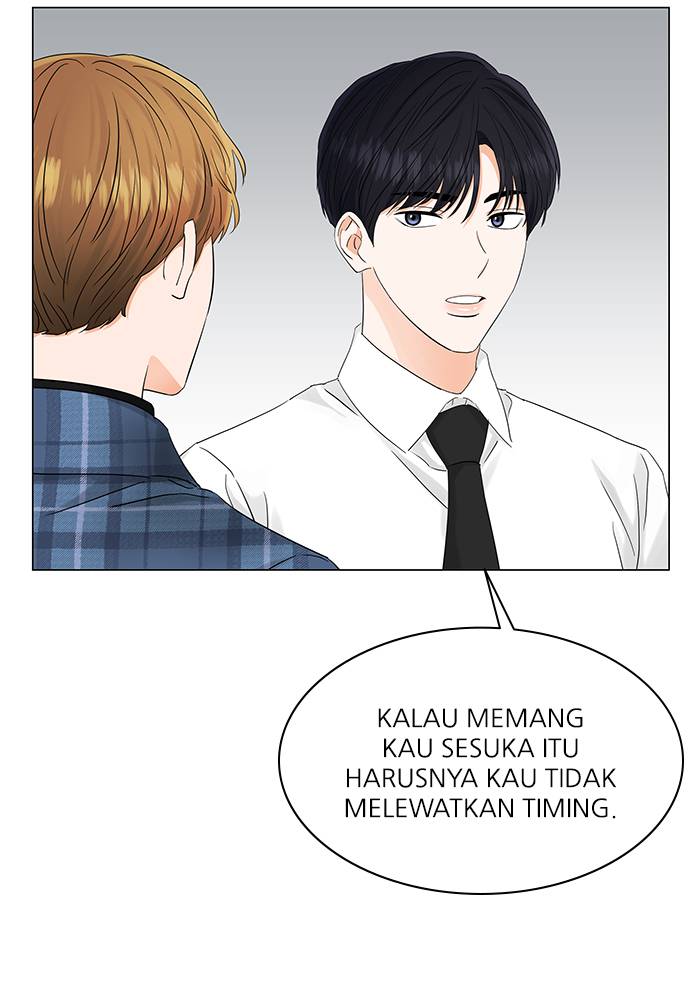 KALAU MEMANG
KAU SESUKA ITU
HARUSNYA KAU TIDAK
MELEWATKAN TIMING.